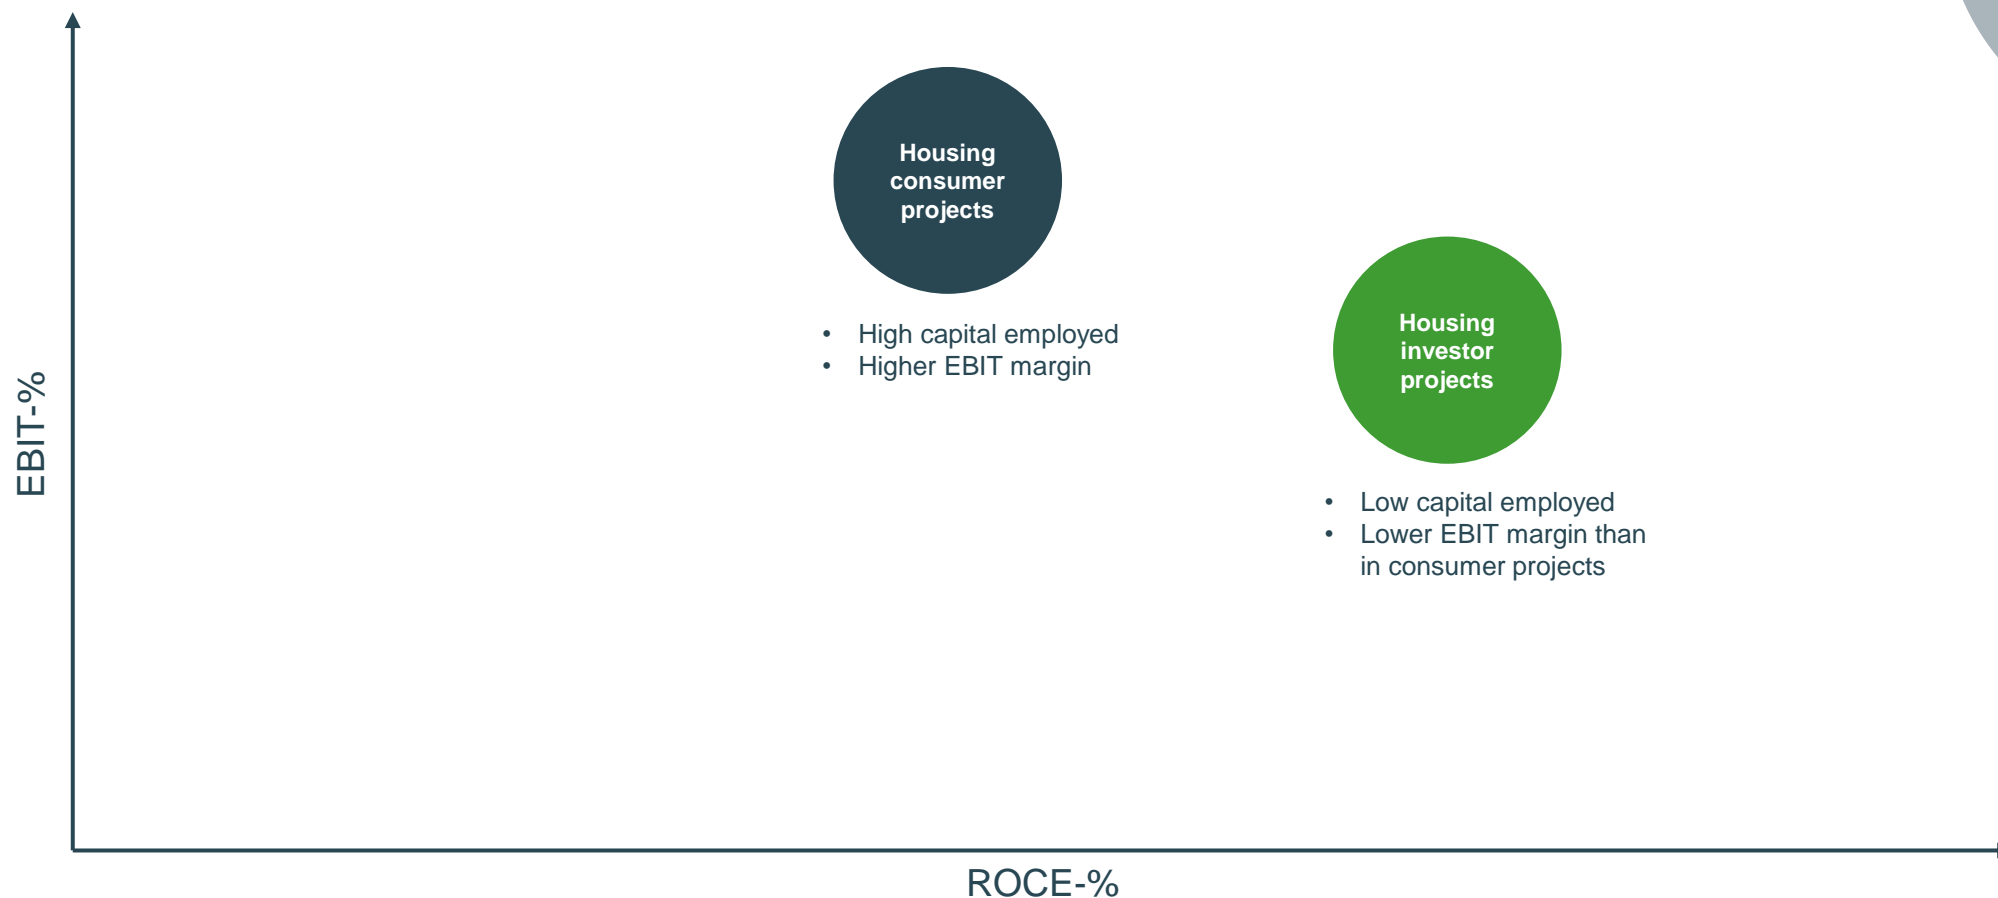 Housing
consumer
projects
• High capital employed
• Higher EBIT margin
Housing
investor
projects
• Low capital employed
• Lower EBIT margin than
in consumer projects
EBIT-%
ROCE-%